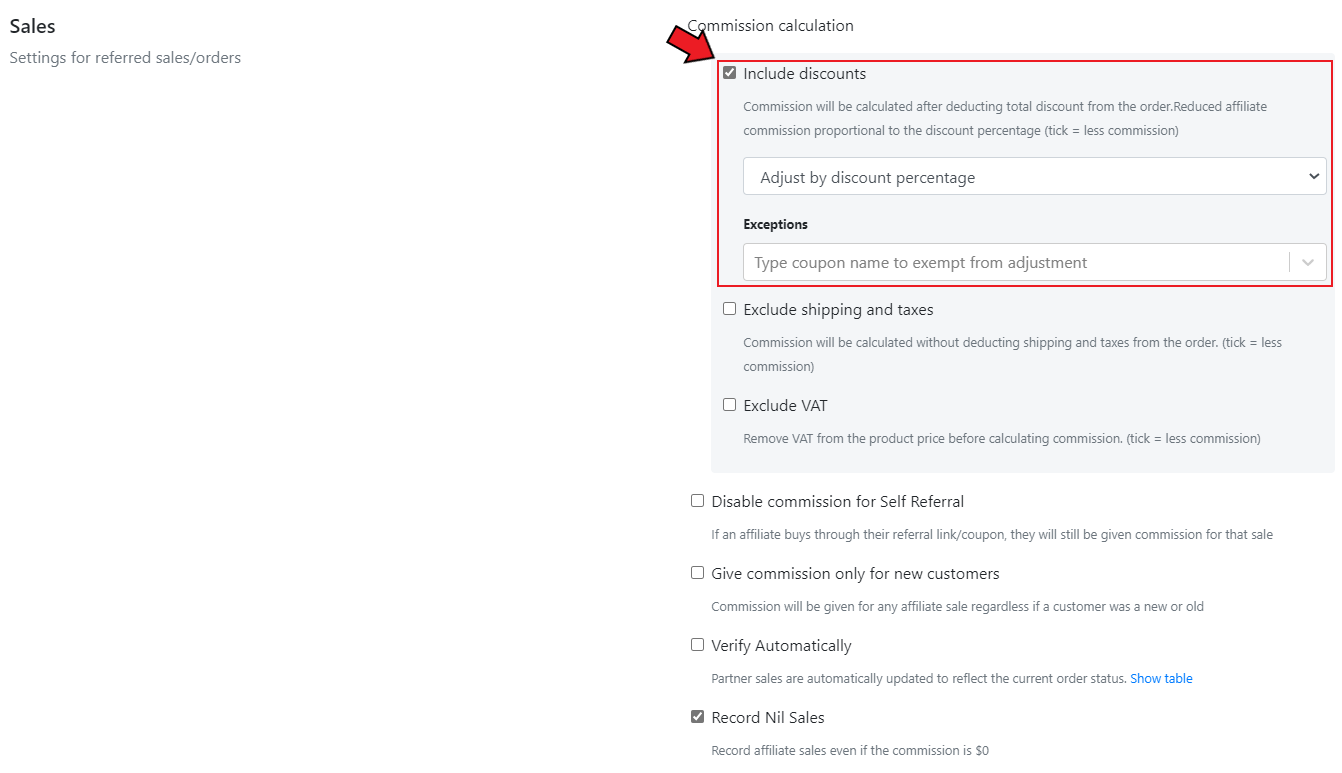 Sales
Settings for referred sales/orders
Commission calculation
Include discounts
Commission will be calculated after deducting total discount from the order.Reduced affiliate
commission proportional to the discount percentage (tick = less commission)
Adjust by discount percentage
Exceptions
Type coupon name to exempt from adjustment
Exclude shipping and taxes
Commission will be calculated without deducting shipping and taxes from the order. (tick = less
commission)
Exclude VAT
Remove VAT from the product price before calculating commission. (tick = less commission)
Disable commission for Self Referral
If an affiliate buys through their referral link/coupon, they will still be given commission for that sale
Give commission only for new customers
Commission will be given for any affiliate sale regardless if a customer was a new or old
Verify Automatically
Partner sales are automatically updated to reflect the current order status. Show table
Record Nil Sales
Record affiliate sales even if the commission is $0